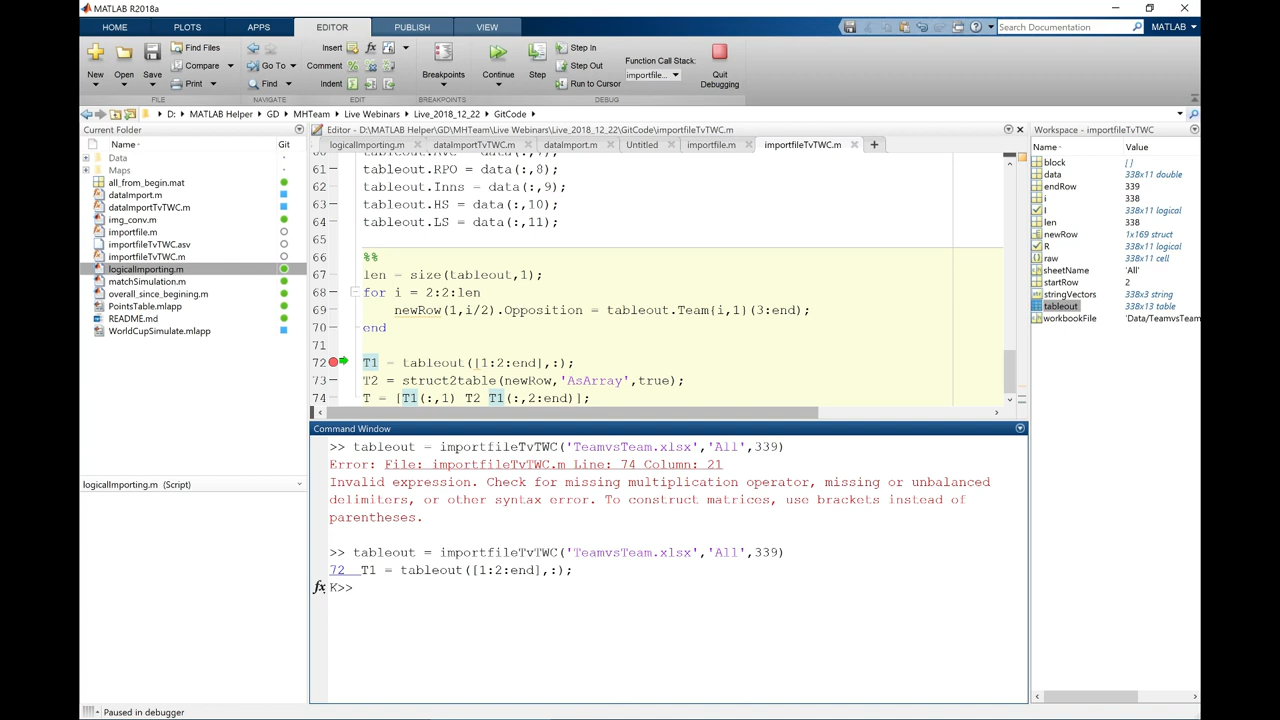 MATLAB R2018a
HOME PLOTS APPS EDITOR PUBLISH VIEW Search Documentation MATLAB
New Open Save Find Files Compare Print
Go To Find
Insert fx Comment Indent
Breakpoints Continue Step Step In Step Out Run to Cursor
Function Call Stack: importfile... Quit Debugging
FILE NAVIGATE EDIT BREAKPOINTS DEBUG
D: MATLAB Helper GD MHTeam Live Webinars Live_2018_12_22 GitCode
Current Folder
Name Git
Data
Maps
all_from_begin.mat
dataImport.m
dataImportTvTWC.m
img_conv.m
importfile.m
importfileTvTWC.asv
importfileTvTWC.m
logicalImporting.m
matchSimulation.m
overall_since_begining.m
PointsTable.mlapp
README.md
WorldCupSimulate.mlapp
logicalImporting.m (Script)
Editor - D:\MATLAB Helper\GD\MHTeam\Live Webinars\Live_2018_12_22\GitCode\importfileTvTWC.m
logicalImporting.m dataImportTvTWC.m dataImport.m Untitled importfile.m importfileTvTWC.m
61 tableout.RPO = data(:,8);
62 tableout.Inns = data(:,9);
63 tableout.HS = data(:,10);
64 tableout.LS = data(:,11);
65
66 %%
67 len = size(tableout,1);
68 for i = 2:2:len
69 newRow(1,i/2).Opposition = tableout.Team{i,1}(3:end);
70 end
71
72 T1 = tableout([1:2:end],:);
73 T2 = struct2table(newRow,'AsArray',true);
74 T = [T1(:,1) T2 T1(:,2:end)];
Command Window
>> tableout = importfileTvTWC('TeamvsTeam.xlsx','All',339)
Error: File: importfileTvTWC.m Line: 74 Column: 21
Invalid expression. Check for missing multiplication operator, missing or unbalanced
delimiters, or other syntax error. To construct matrices, use brackets instead of
parentheses.
>> tableout = importfileTvTWC('TeamvsTeam.xlsx','All',339)
72 T1 = tableout([1:2:end],:);
fx K>>
Workspace - importfileTvTWC
Name Value
block [ ]
data 338x11 double
endRow 339
i 338
I 338x11 logical
len 338
newRow 1x169 struct
R 338x11 logical
raw 338x11 cell
sheetName 'All'
startRow 2
stringVectors 338x3 string
tableout 338x13 table
workbookFile 'Data/TeamvsTeam
Paused in debugger